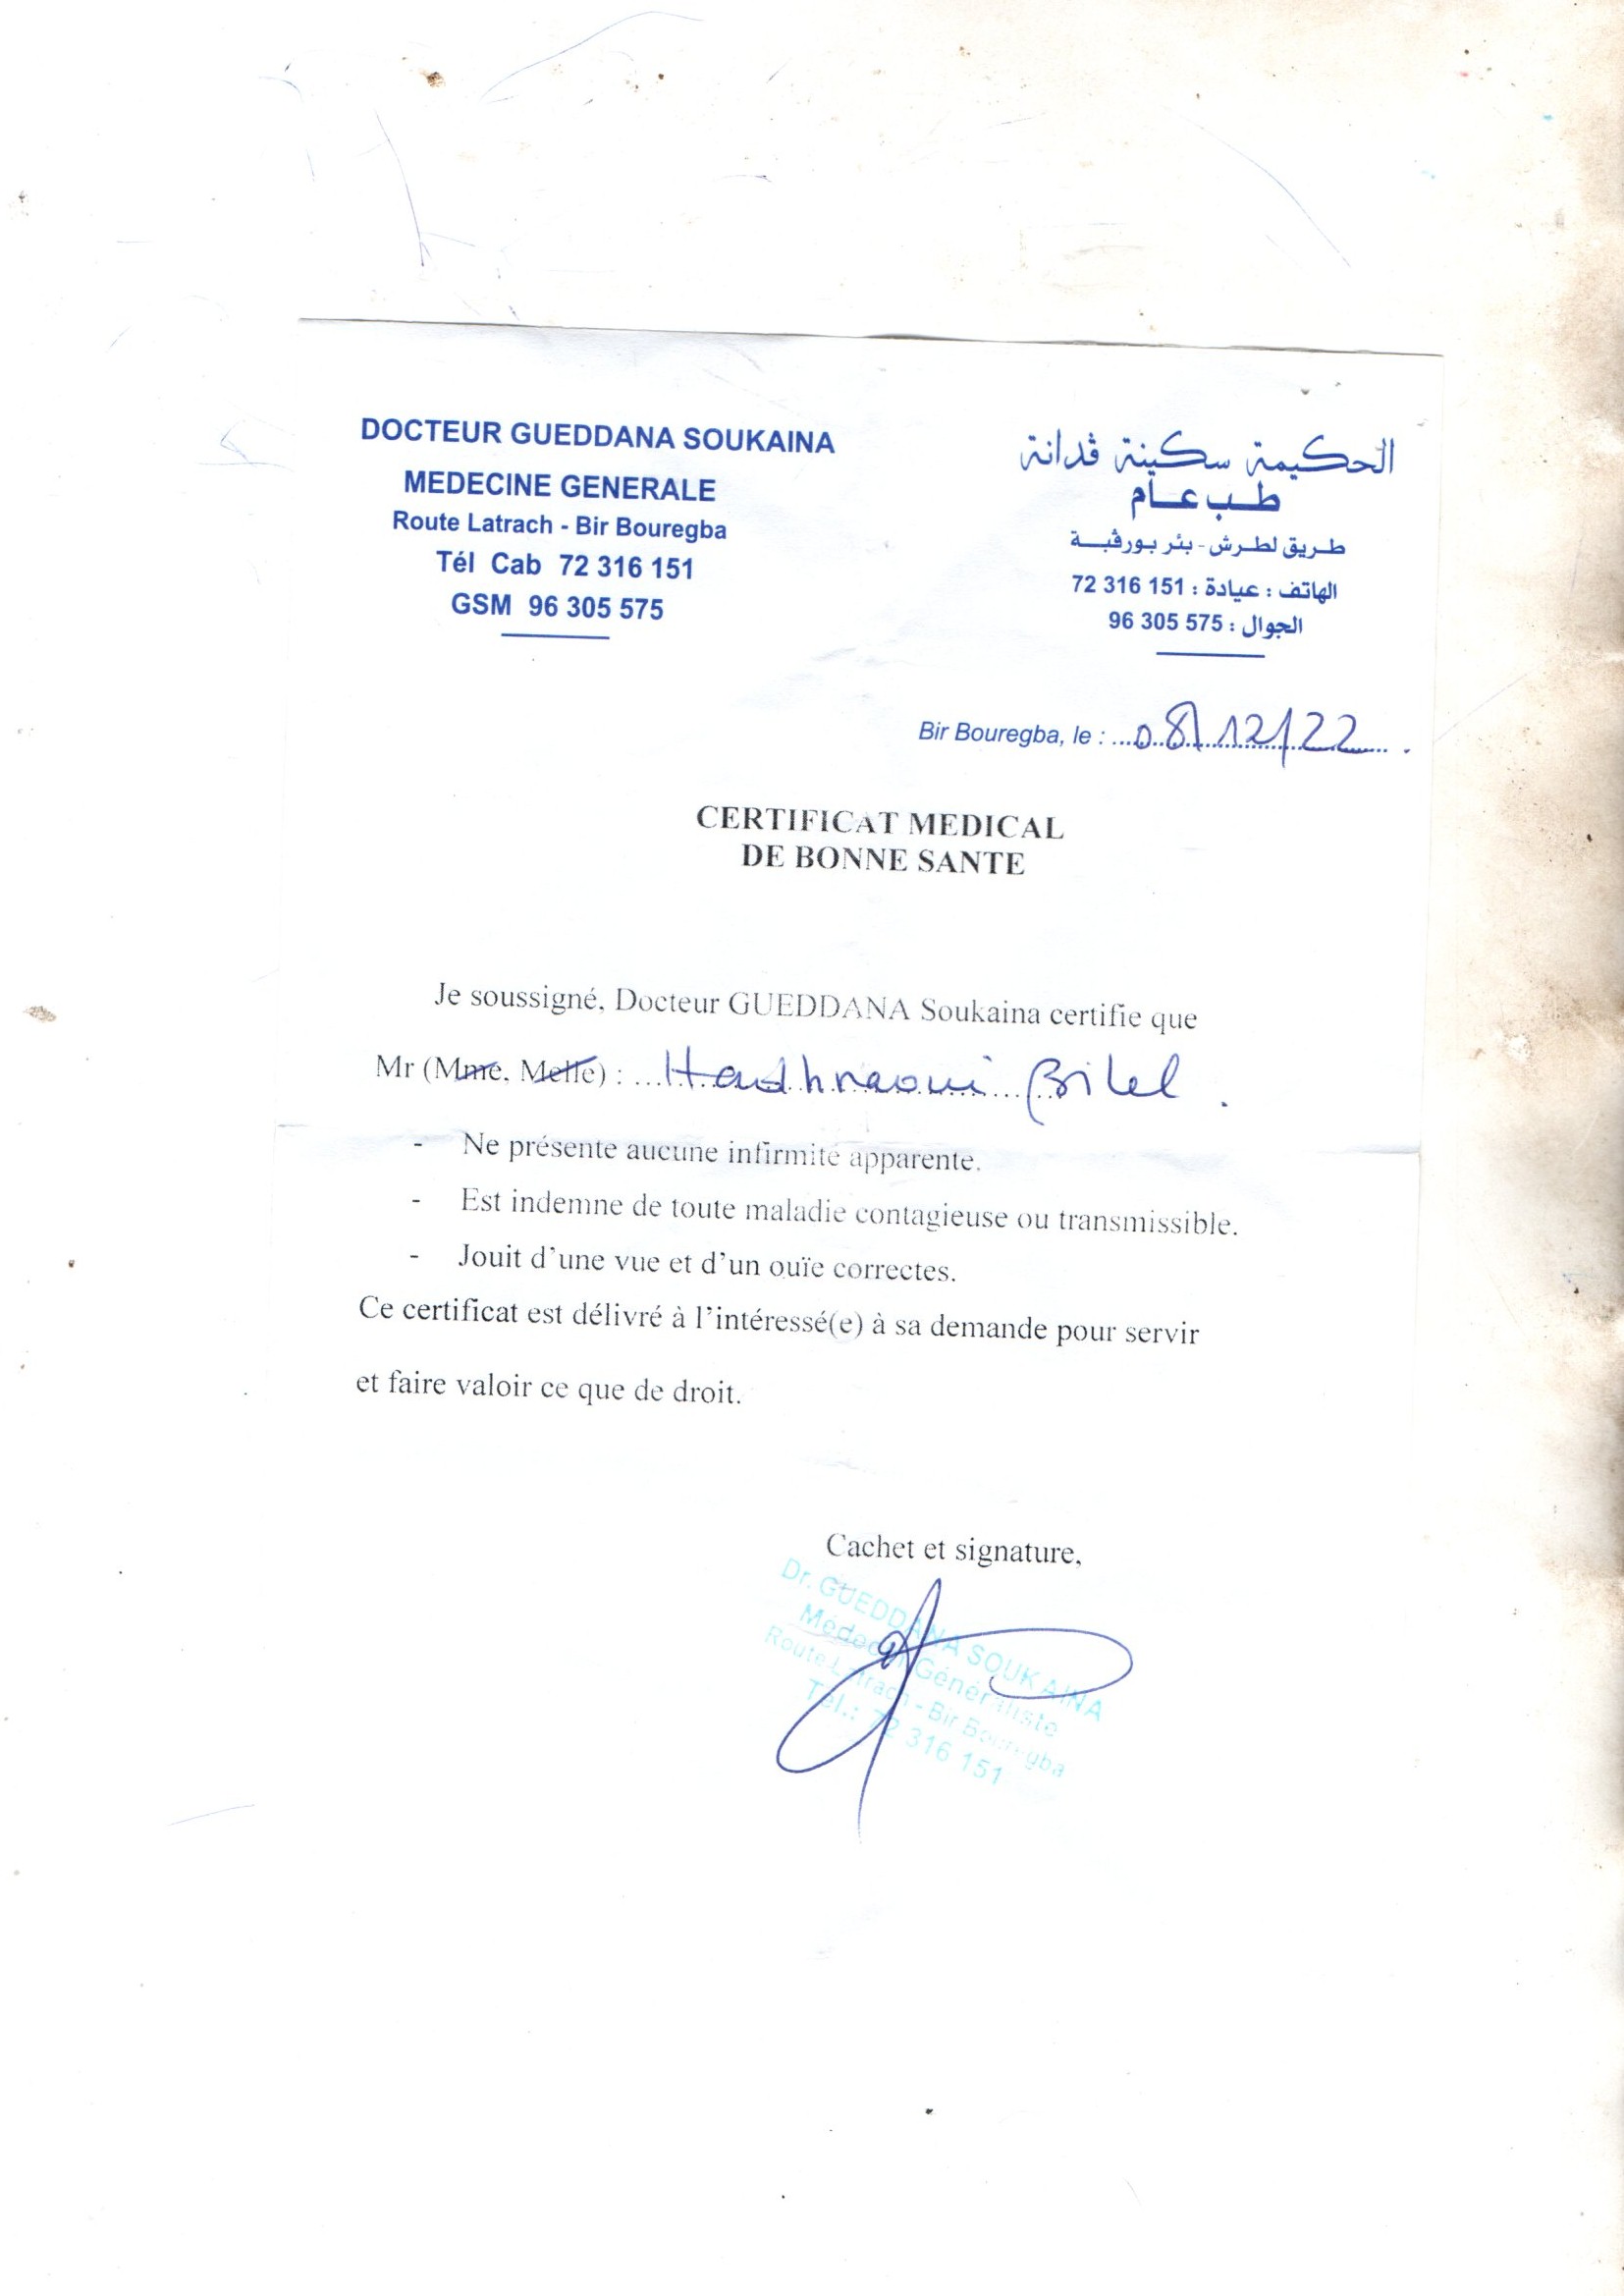 DOCTEUR GUEDDANA SOUKAINA
MEDECINE GENERALE
Route Latrach - Bir Bouregba
Tél Cab 72 316 151
GSM 96 305 575
الحكيمة سكينة ڤدانة
طب عام
طريق لطرش - بئر بورڤبة
الهاتف : عيادة : 151 316 72
الجوال : 575 305 96
Bir Bouregba, le : 08/12/22
CERTIFICAT MEDICAL
DE BONNE SANTE
Je soussigné, Docteur GUEDDANA Soukaina certifie que
Mr (Mme, Melle) : Hadhnaoui Bilel.
- Ne présente aucune infirmité apparente.
- Est indemne de toute maladie contagieuse ou transmissible.
- Jouit d'une vue et d'un ouïe correctes.
Ce certificat est délivré à l'intéressé(e) à sa demande pour servir
et faire valoir ce que de droit.
Cachet et signature,
Dr. GUEDDANA SOUKAINA
Médecin Généraliste
Route Latrach - Bir Bouregba
Tél.: 72 316 151